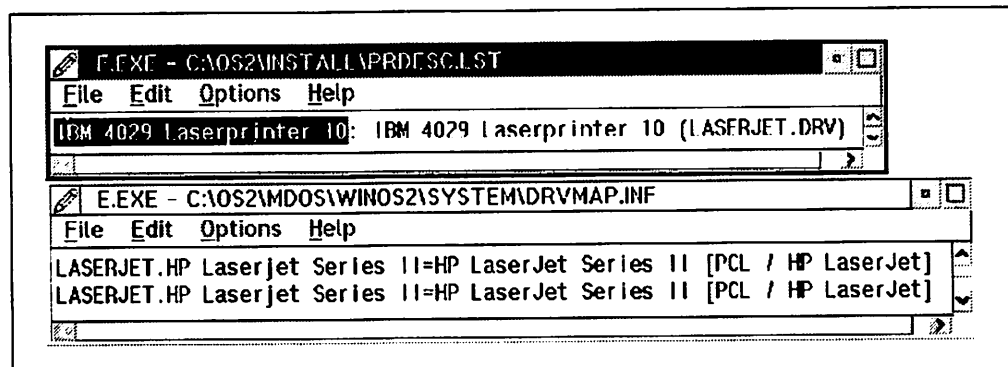 E.EXE - C:\OS2\INSTALL\PRDESC.LST
File Edit Options Help
IBM 4029 Laserprinter 10: IBM 4029 Laserprinter 10 (LASERJET.DRV)
E.EXE - C:\OS2\MDOS\WINOS2\SYSTEM\DRVMAP.INF
File Edit Options Help
LASERJET.HP Laserjet Series II=HP LaserJet Series II [PCL / HP LaserJet]
LASERJET.HP Laserjet Series II=HP LaserJet Series II [PCL / HP LaserJet]